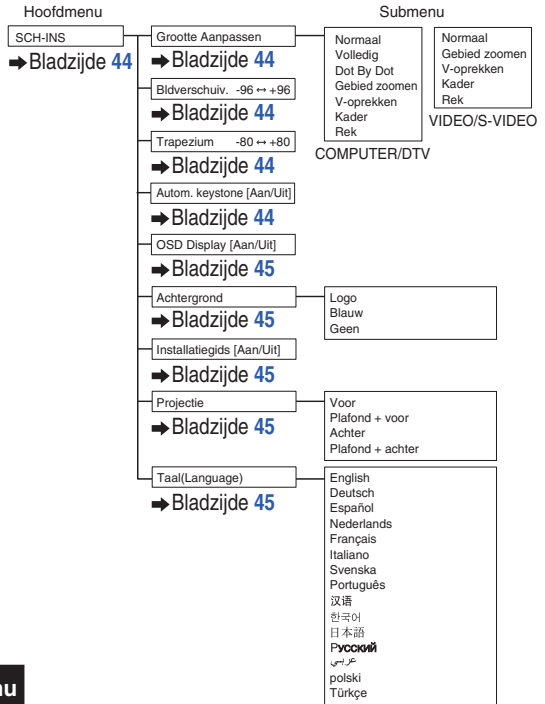 Hoofdmenu
Submenu
SCH-INS
➡Bladzijde 44
Grootte Aanpassen
➡Bladzijde 44
Normaal
Volledig
Dot By Dot
Gebied zoomen
V-oprekken
Kader
Rek
COMPUTER/DTV
Normaal
Gebied zoomen
V-oprekken
Kader
Rek
VIDEO/S-VIDEO
Bldverschuiv. -96 ↔ +96
➡Bladzijde 44
Trapezium -80 ↔ +80
➡Bladzijde 44
Autom. keystone [Aan/Uit]
➡Bladzijde 44
OSD Display [Aan/Uit]
➡Bladzijde 45
Achtergrond
➡Bladzijde 45
Logo
Blauw
Geen
Installatiegids [Aan/Uit]
➡Bladzijde 45
Projectie
➡Bladzijde 45
Voor
Plafond + voor
Achter
Plafond + achter
Taal(Language)
➡Bladzijde 45
English
Deutsch
Español
Nederlands
Français
Italiano
Svenska
Português
汉语
한국어
日本語
Русский
عربي
polski
Türkçe
nu